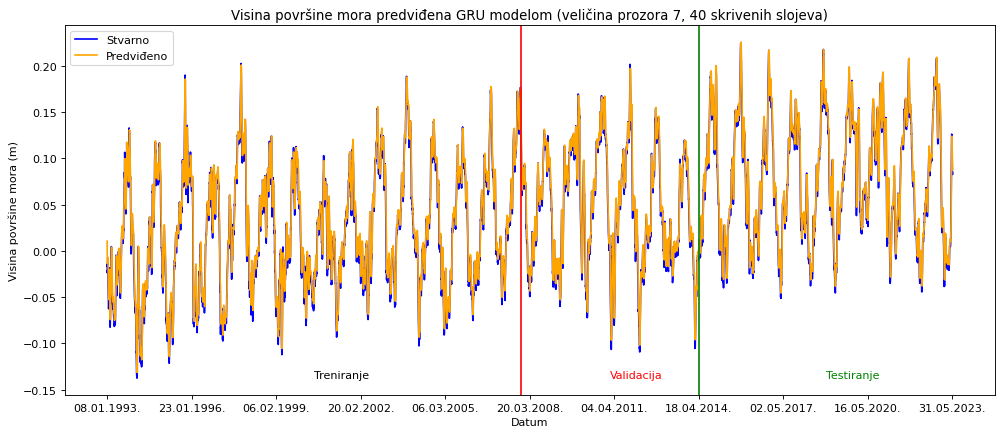 Visina površine mora predviđena GRU modelom (veličina prozora 7, 40 skrivenih slojeva)
Stvarno
Predviđeno
Visina površine mora (m)
0.20
0.15
0.10
0.05
0.00
−0.05
−0.10
−0.15
Treniranje
Validacija
Testiranje
08.01.1993.
23.01.1996.
06.02.1999.
20.02.2002.
06.03.2005.
20.03.2008.
04.04.2011.
18.04.2014.
02.05.2017.
16.05.2020.
31.05.2023.
Datum